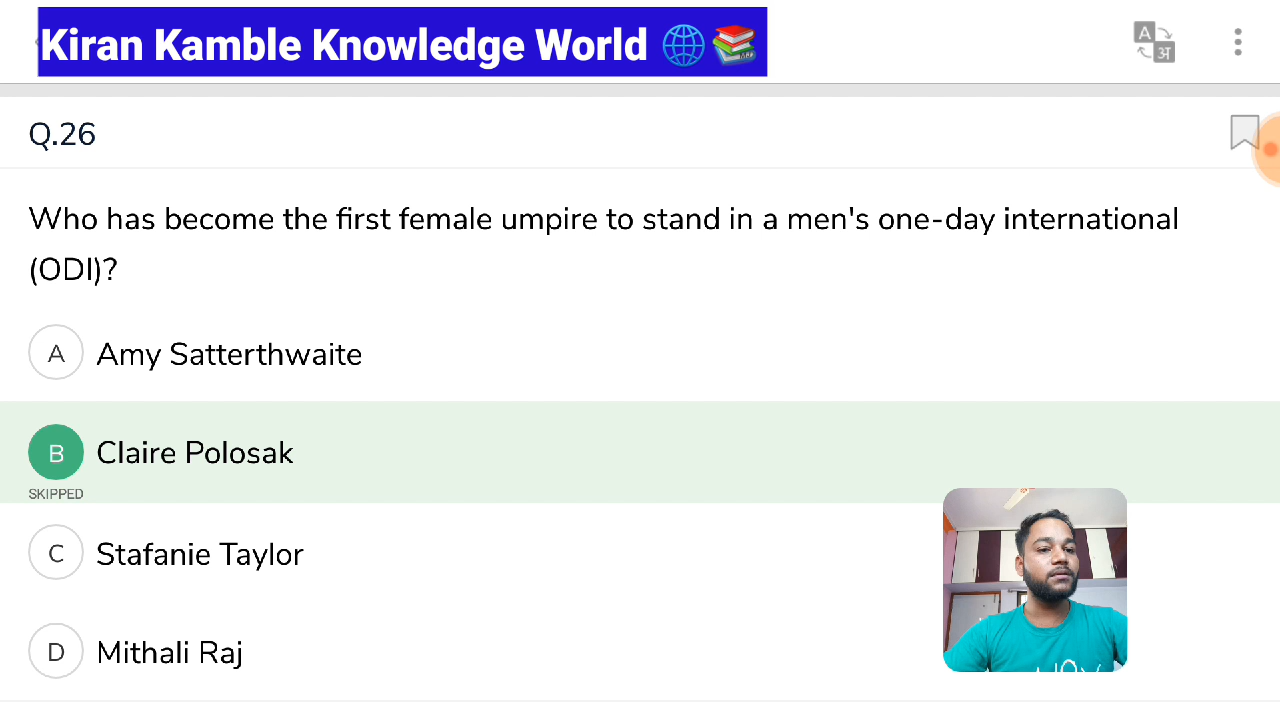 Kiran Kamble Knowledge World
A अ
Q.26
Who has become the first female umpire to stand in a men's one-day international
(ODI)?
A Amy Satterthwaite
B Claire Polosak
SKIPPED
C Stafanie Taylor
D Mithali Raj